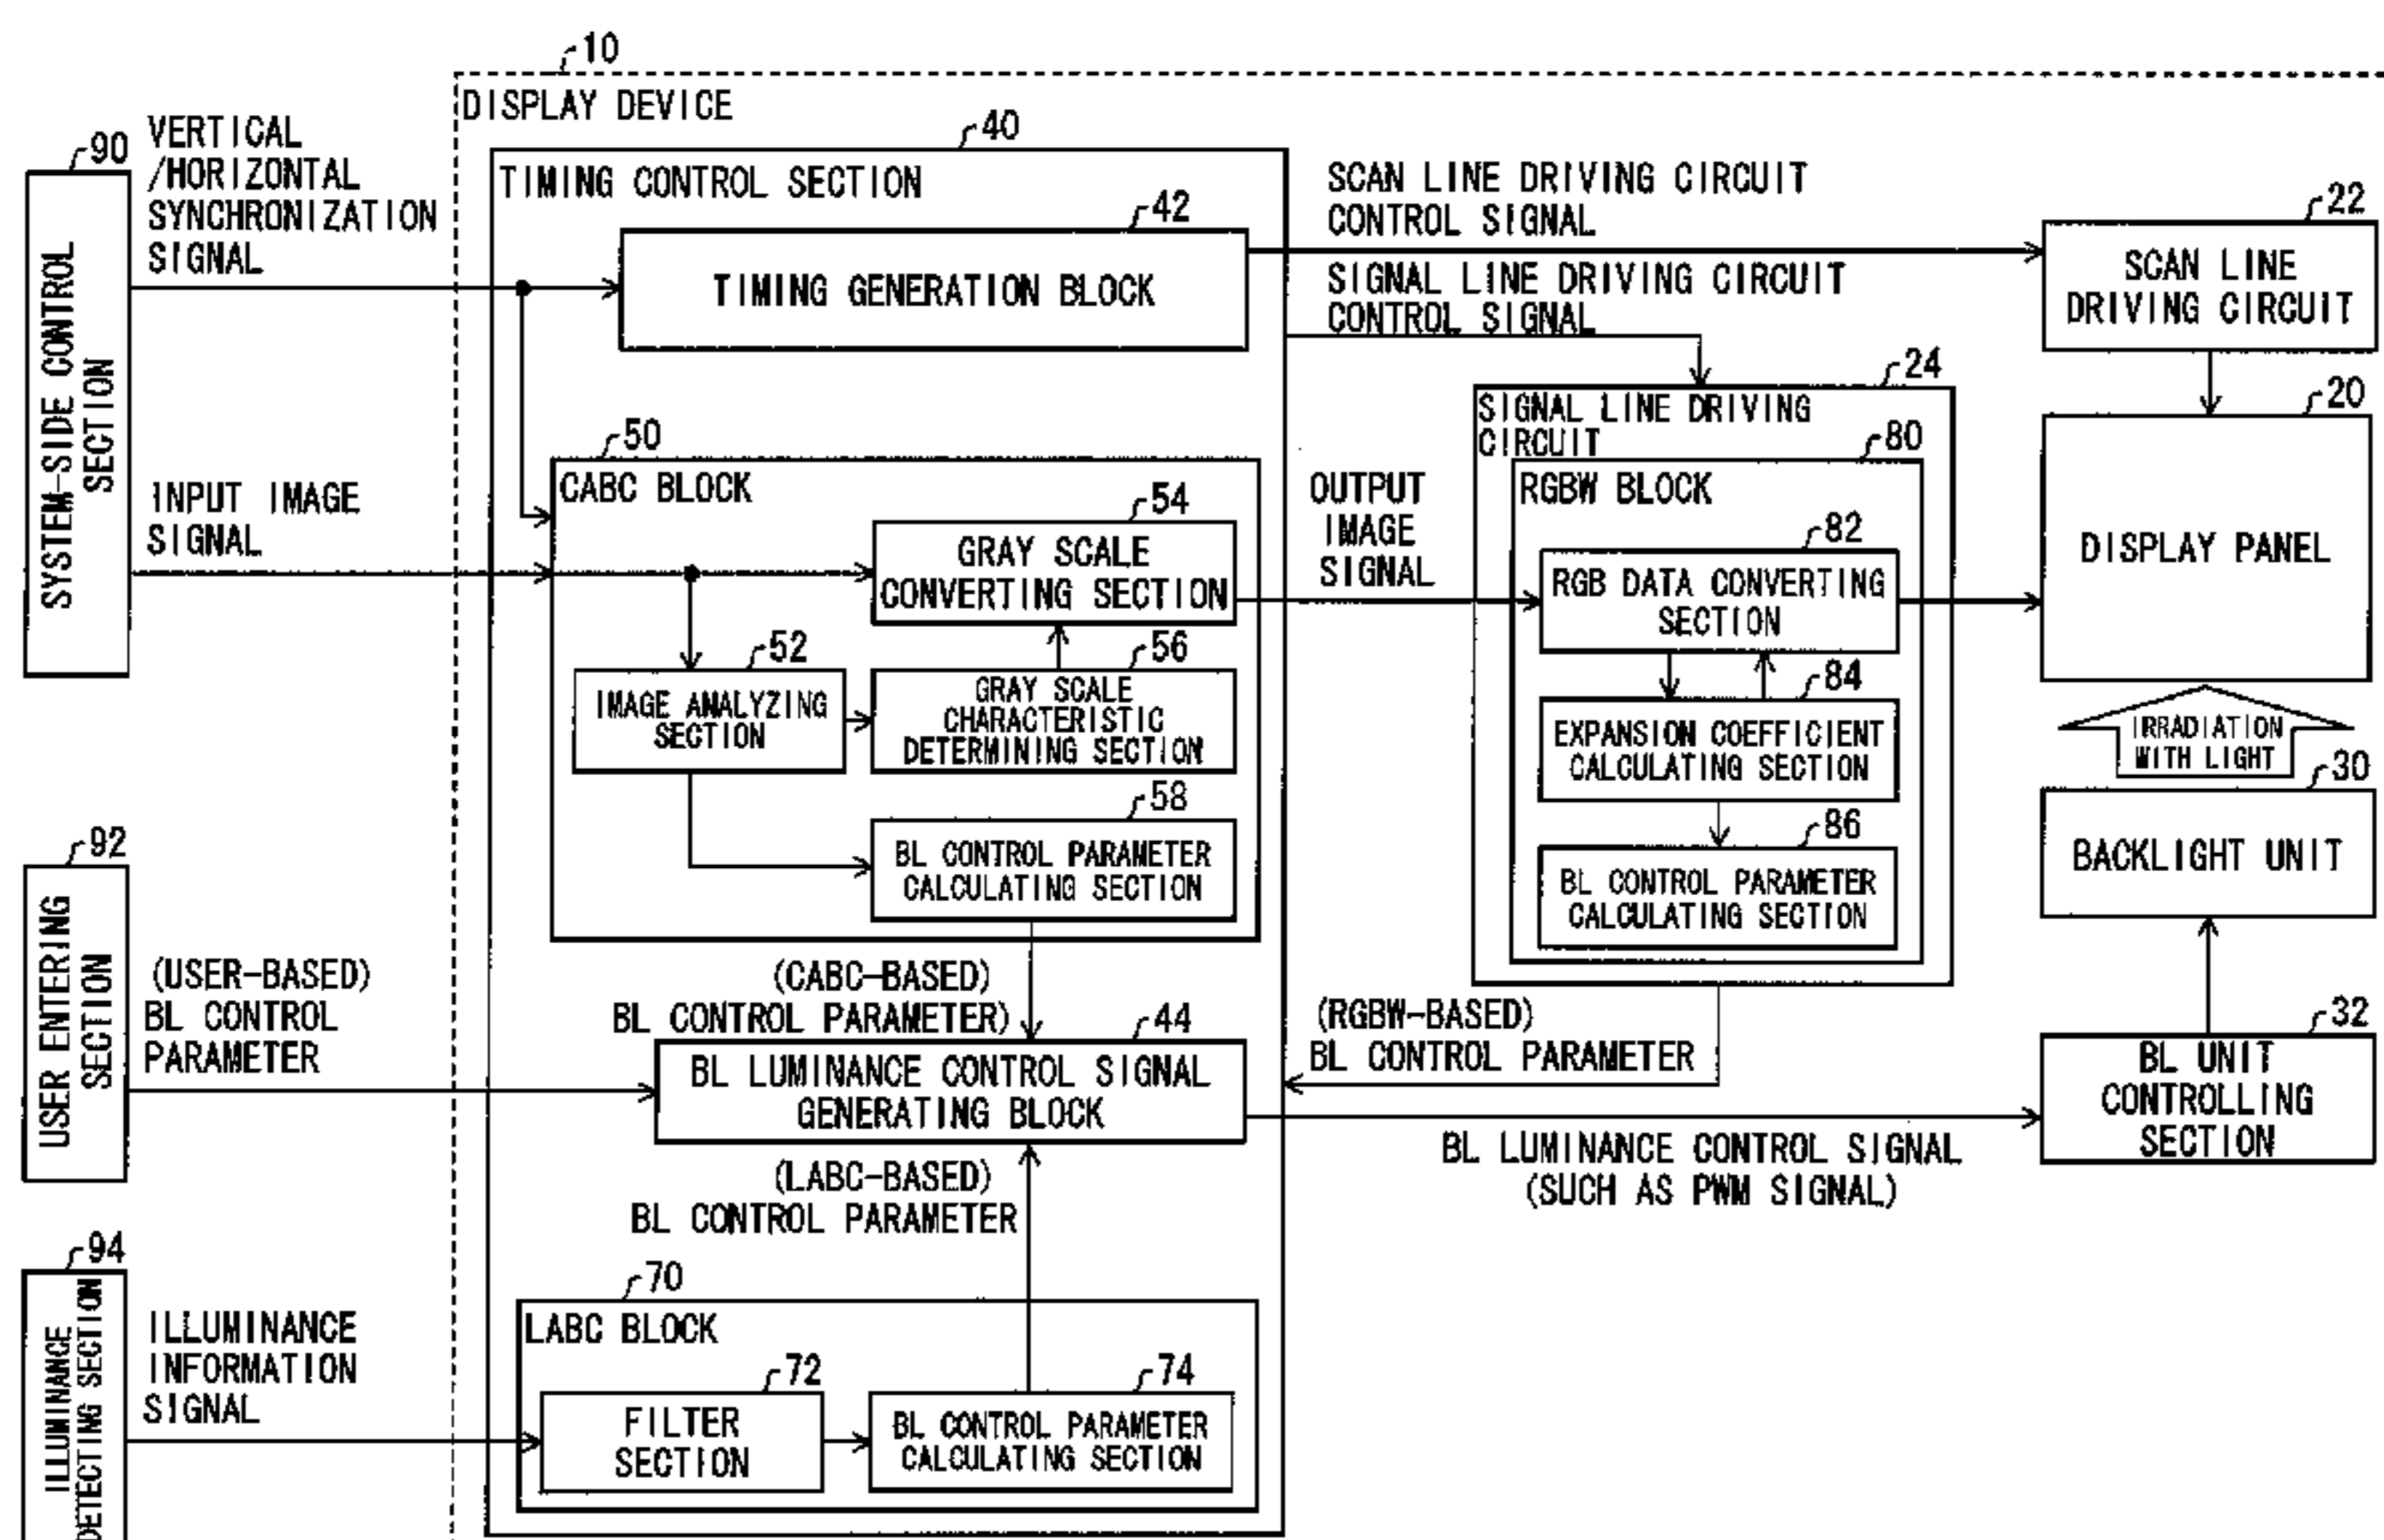 10
DISPLAY DEVICE
90
VERTICAL
/HORIZONTAL
SYNCHRONIZATION
SIGNAL
SYSTEM-SIDE CONTROL
SECTION
INPUT IMAGE
SIGNAL
40
TIMING CONTROL SECTION
42
TIMING GENERATION BLOCK
SCAN LINE DRIVING CIRCUIT
CONTROL SIGNAL
SIGNAL LINE DRIVING CIRCUIT
CONTROL SIGNAL
22
SCAN LINE
DRIVING CIRCUIT
50
CABC BLOCK
54
GRAY SCALE
CONVERTING SECTION
52
IMAGE ANALYZING
SECTION
56
GRAY SCALE
CHARACTERISTIC
DETERMINING SECTION
58
BL CONTROL PARAMETER
CALCULATING SECTION
OUTPUT
IMAGE
SIGNAL
24
SIGNAL LINE DRIVING
CIRCUIT
80
RGBW BLOCK
82
RGB DATA CONVERTING
SECTION
84
EXPANSION COEFFICIENT
CALCULATING SECTION
86
BL CONTROL PARAMETER
CALCULATING SECTION
20
DISPLAY PANEL
IRRADIATION
WITH LIGHT
30
BACKLIGHT UNIT
92
USER ENTERING
SECTION
(USER-BASED)
BL CONTROL
PARAMETER
(CABC-BASED)
BL CONTROL PARAMETER)
44
BL LUMINANCE CONTROL SIGNAL
GENERATING BLOCK
(RGBW-BASED)
BL CONTROL PARAMETER
32
BL UNIT
CONTROLLING
SECTION
BL LUMINANCE CONTROL SIGNAL
(SUCH AS PWM SIGNAL)
(LABC-BASED)
BL CONTROL PARAMETER
94
ILLUMINANCE
DETECTING SECTION
ILLUMINANCE
INFORMATION
SIGNAL
70
LABC BLOCK
72
FILTER
SECTION
74
BL CONTROL PARAMETER
CALCULATING SECTION